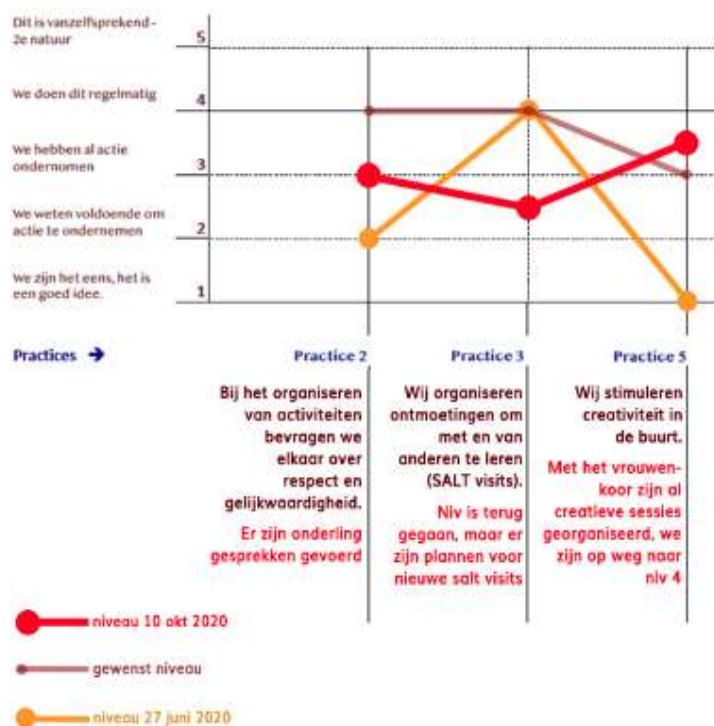 Dit is vanzelfsprekend -
2e natuur
5
We doen dit regelmatig
4
We hebben al actie
ondernomen
3
We weten voldoende om
actie te ondernemen
2
We zijn het eens, het is
een goed idee.
1
Practices →
Practice 2
Practice 3
Practice 5
Bij het organiseren
van activiteiten
bevragen we
elkaar over
respect en
gelijkwaardigheid.
Er zijn onderling
gesprekken gevoerd
Wij organiseren
ontmoetingen om
met en van
anderen te leren
(SALT visits).
Niv is terug
gegaan, maar er
zijn plannen voor
nieuwe salt visits
Wij stimuleren
creativiteit in
de buurt.
Met het vrouwen-
koor zijn al
creatieve sessies
georganiseerd, we
zijn op weg naar
niv 4
niveau 10 okt 2020
gewenst niveau
niveau 27 juni 2020